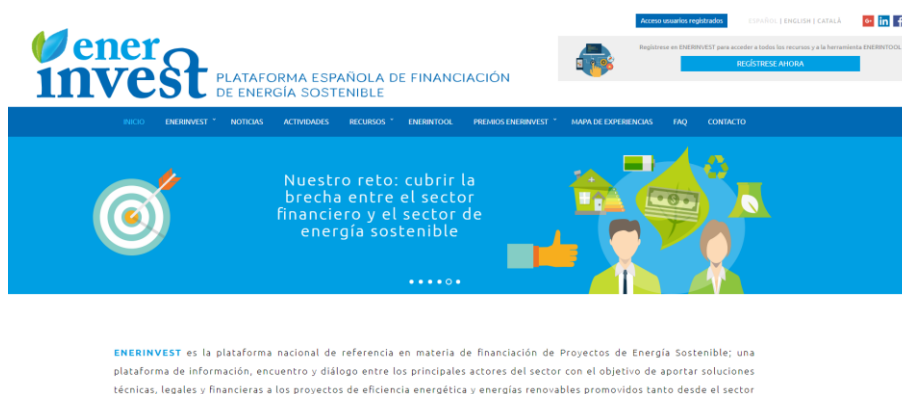 Acceso usuarios registrados
ESPAÑOL | ENGLISH | CATALÀ
ener
invest
PLATAFORMA ESPAÑOLA DE FINANCIACIÓN
DE ENERGÍA SOSTENIBLE
Regístrese en ENERINVEST para acceder a todos los recursos y a la herramienta ENERINTOOL
REGÍSTRESE AHORA
INICIO ENERINVEST NOTICIAS ACTIVIDADES RECURSOS ENERINTOOL PREMIOS ENERINVEST MAPA DE EXPERIENCIAS FAQ CONTACTO
Nuestro reto: cubrir la
brecha entre el sector
financiero y el sector de
energía sostenible
ENERINVEST es la plataforma nacional de referencia en materia de financiación de Proyectos de Energía Sostenible; una
plataforma de información, encuentro y diálogo entre los principales actores del sector con el objetivo de aportar soluciones
técnicas, legales y financieras a los proyectos de eficiencia energética y energías renovables promovidos tanto desde el sector